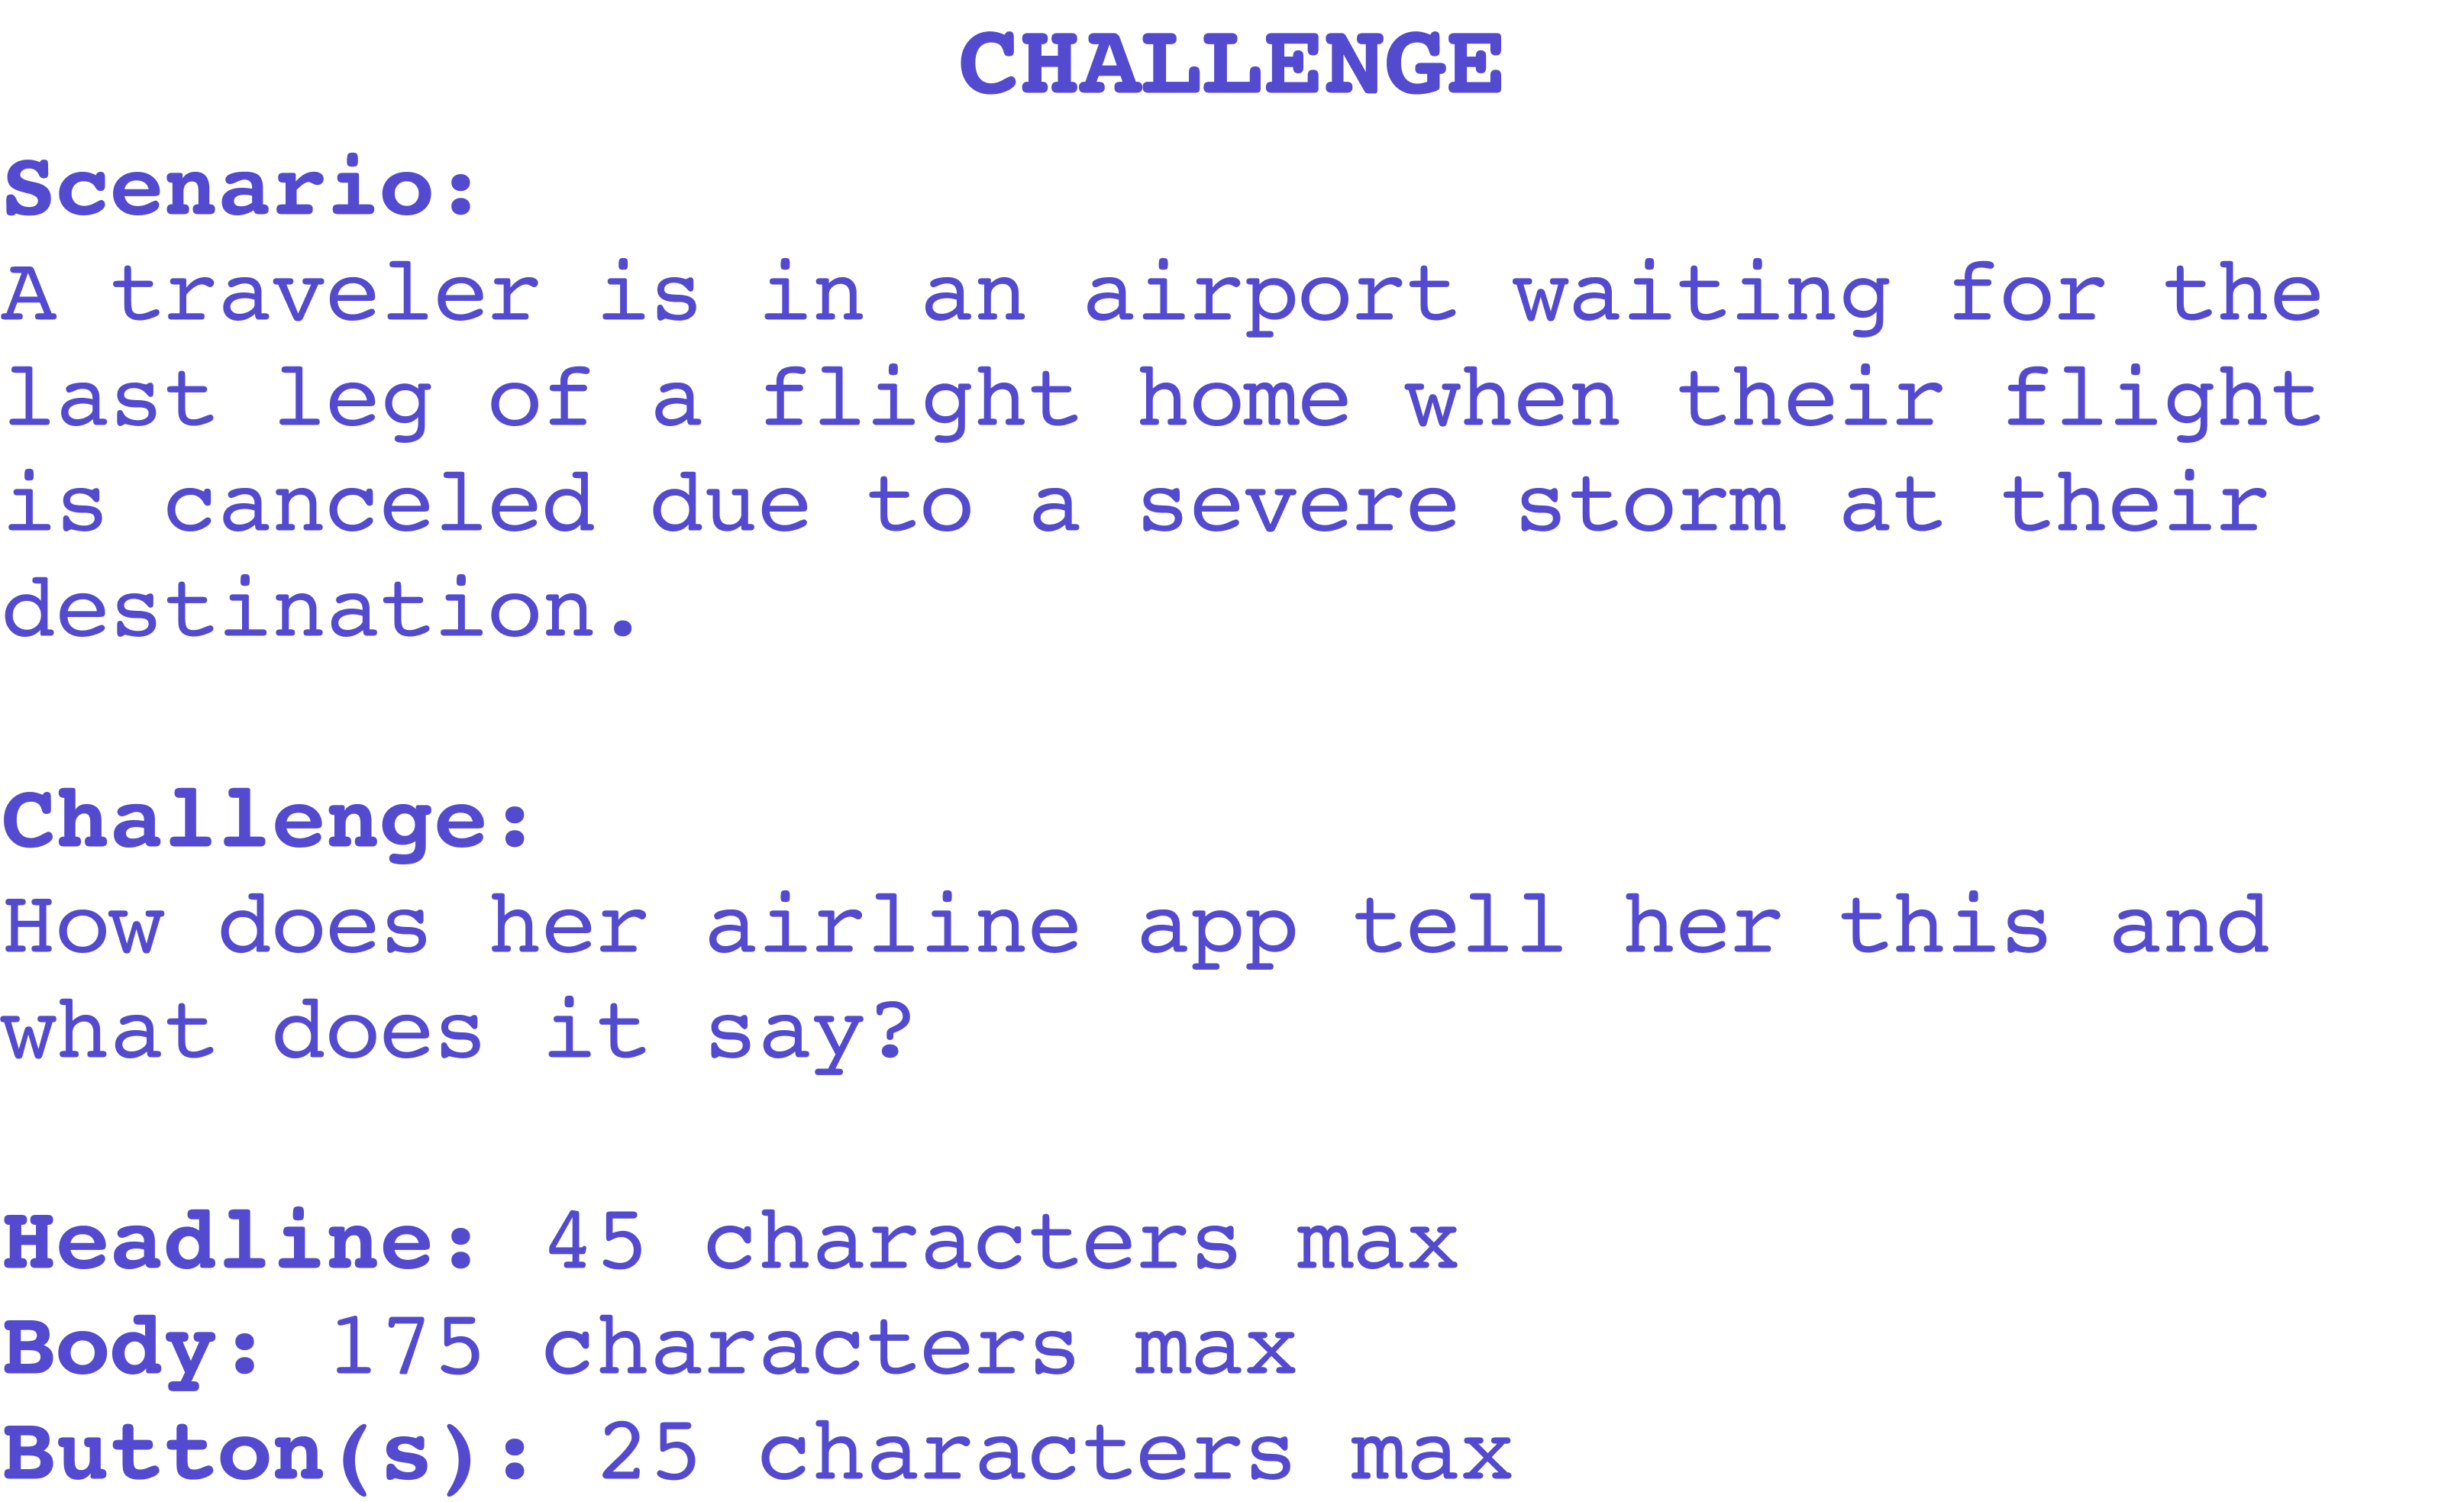 CHALLENGE
Scenario:
A traveler is in an airport waiting for the
last leg of a flight home when their flight
is canceled due to a severe storm at their
destination.
Challenge:
How does her airline app tell her this and
what does it say?
Headline: 45 characters max
Body: 175 characters max
Button(s): 25 characters max